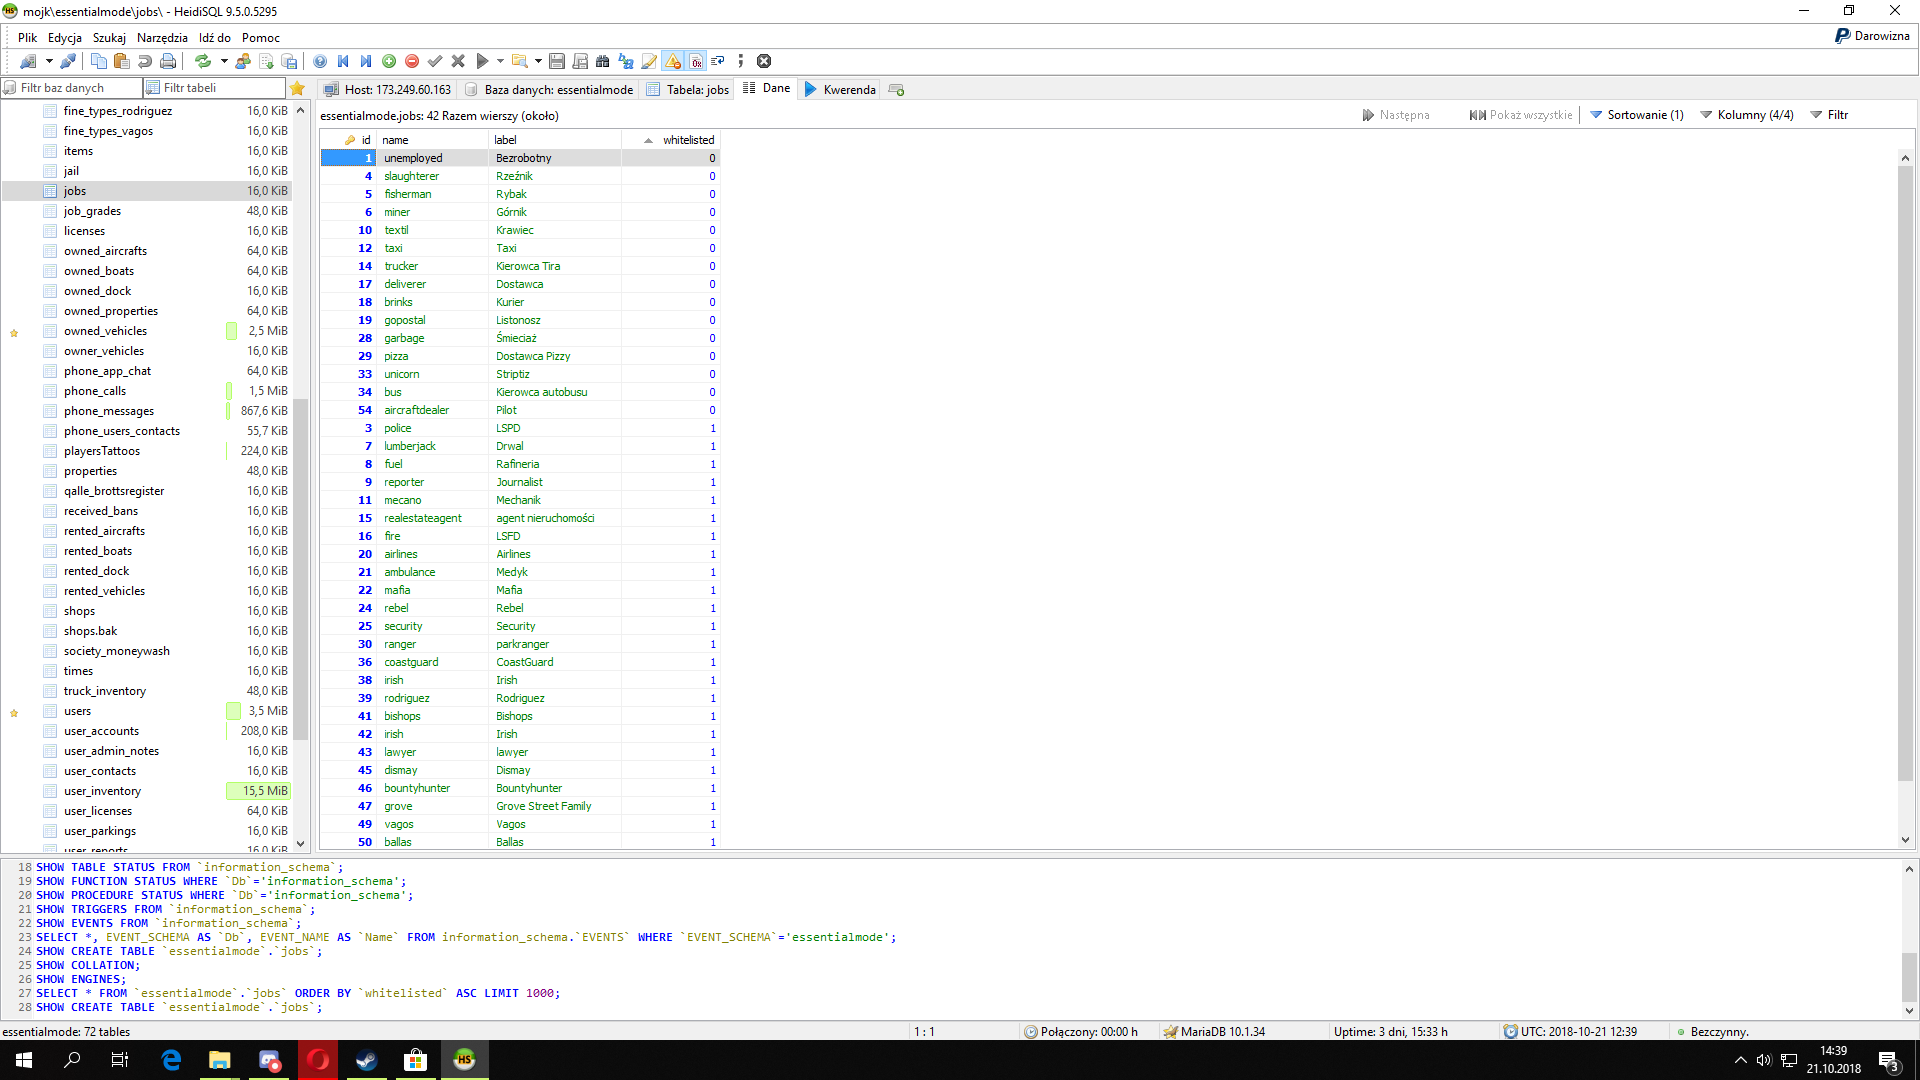 mojk\essentialmode\jobs\ - HeidiSQL 9.5.0.5295
Plik Edycja Szukaj Narzędzia Idź do Pomoc
Darowizna
Filtr baz danych Filtr tabeli
Host: 173.249.60.163 Baza danych: essentialmode Tabela: jobs Dane Kwerenda
essentialmode.jobs: 42 Razem wierszy (około)
Następna Pokaż wszystkie Sortowanie (1) Kolumny (4/4) Filtr
fine_types_rodriguez 16,0 KiB
fine_types_vagos 16,0 KiB
items 16,0 KiB
jail 16,0 KiB
jobs 16,0 KiB
job_grades 48,0 KiB
licenses 16,0 KiB
owned_aircrafts 64,0 KiB
owned_boats 64,0 KiB
owned_dock 16,0 KiB
owned_properties 64,0 KiB
owned_vehicles 2,5 MiB
owner_vehicles 16,0 KiB
phone_app_chat 64,0 KiB
phone_calls 1,5 MiB
phone_messages 867,6 KiB
phone_users_contacts 55,7 KiB
playersTattoos 224,0 KiB
properties 48,0 KiB
qalle_brottsregister 16,0 KiB
received_bans 16,0 KiB
rented_aircrafts 16,0 KiB
rented_boats 16,0 KiB
rented_dock 16,0 KiB
rented_vehicles 16,0 KiB
shops 16,0 KiB
shops.bak 16,0 KiB
society_moneywash 16,0 KiB
times 16,0 KiB
truck_inventory 48,0 KiB
users 3,5 MiB
user_accounts 208,0 KiB
user_admin_notes 16,0 KiB
user_contacts 16,0 KiB
user_inventory 15,5 MiB
user_licenses 64,0 KiB
user_parkings 16,0 KiB
user_reports 16,0 KiB
id name label whitelisted
1 unemployed Bezrobotny 0
4 slaughterer Rzeźnik 0
5 fisherman Rybak 0
6 miner Górnik 0
10 textil Krawiec 0
12 taxi Taxi 0
14 trucker Kierowca Tira 0
17 deliverer Dostawca 0
18 brinks Kurier 0
19 gopostal Listonosz 0
28 garbage Śmieciaż 0
29 pizza Dostawca Pizzy 0
33 unicorn Striptiz 0
34 bus Kierowca autobusu 0
54 aircraftdealer Pilot 0
3 police LSPD 1
7 lumberjack Drwal 1
8 fuel Rafineria 1
9 reporter Journalist 1
11 mecano Mechanik 1
15 realestateagent agent nieruchomości 1
16 fire LSFD 1
20 airlines Airlines 1
21 ambulance Medyk 1
22 mafia Mafia 1
24 rebel Rebel 1
25 security Security 1
30 ranger parkranger 1
36 coastguard CoastGuard 1
38 irish Irish 1
39 rodriguez Rodriguez 1
41 bishops Bishops 1
42 irish Irish 1
43 lawyer lawyer 1
45 dismay Dismay 1
46 bountyhunter Bountyhunter 1
47 grove Grove Street Family 1
49 vagos Vagos 1
50 ballas Ballas 1
18 SHOW TABLE STATUS FROM `information_schema`;
19 SHOW FUNCTION STATUS WHERE `Db`='information_schema';
20 SHOW PROCEDURE STATUS WHERE `Db`='information_schema';
21 SHOW TRIGGERS FROM `information_schema`;
22 SHOW EVENTS FROM `information_schema`;
23 SELECT *, EVENT_SCHEMA AS `Db`, EVENT_NAME AS `Name` FROM information_schema.`EVENTS` WHERE `EVENT_SCHEMA`='essentialmode';
24 SHOW CREATE TABLE `essentialmode`.`jobs`;
25 SHOW COLLATION;
26 SHOW ENGINES;
27 SELECT * FROM `essentialmode`.`jobs` ORDER BY `whitelisted` ASC LIMIT 1000;
28 SHOW CREATE TABLE `essentialmode`.`jobs`;
essentialmode: 72 tables 1 : 1 Połączony: 00:00 h MariaDB 10.1.34 Uptime: 3 dni, 15:33 h UTC: 2018-10-21 12:39 Bezczynny.
HS
14:39
21.10.2018
3